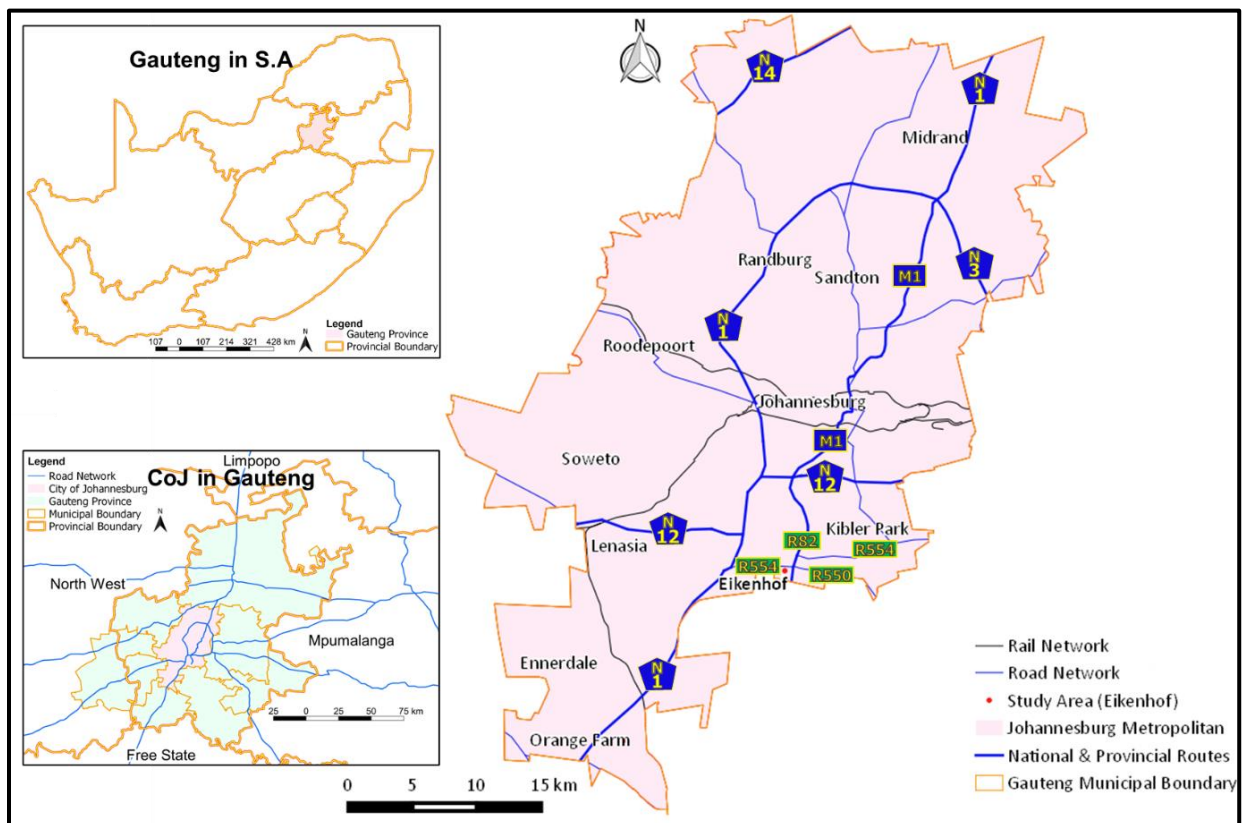 Gauteng in S.A
Legend
Gauteng Province
Provincial Boundary
N
107 0 107 214 321 428 km
Legend
Road Network
City of Johannesburg
Gauteng Province
Municipal Boundary
Provincial Boundary
CoJ in Gauteng
N
Limpopo
North West
Mpumalanga
Free State
25 0 25 50 75 km
N
N
14
N
1
Midrand
Randburg
Sandton
M1
N
3
N
1
Roodepoort
Johannesburg
M1
Soweto
N
12
N
12
Lenasia
Kibler Park
R82
R554
R554
R550
Eikenhof
Ennerdale
N
1
Orange Farm
0 5 10 15 km
Rail Network
Road Network
Study Area (Eikenhof)
Johannesburg Metropolitan
National & Provincial Routes
Gauteng Municipal Boundary